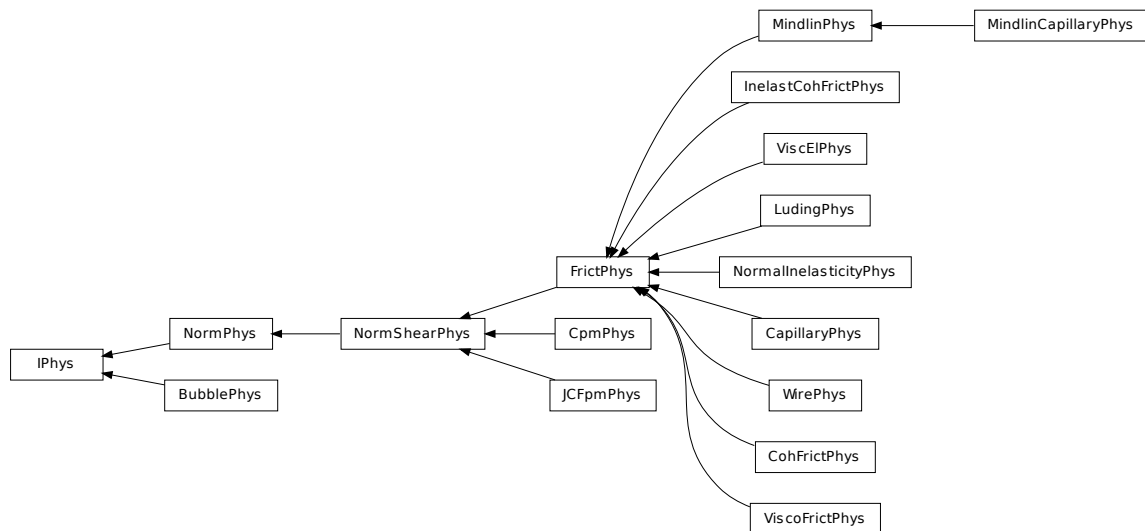 MindlinPhys
MindlinCapillaryPhys
InelastCohFrictPhys
ViscElPhys
LudingPhys
FrictPhys
NormalInelasticityPhys
NormPhys
NormShearPhys
CpmPhys
CapillaryPhys
IPhys
BubblePhys
JCFpmPhys
WirePhys
CohFrictPhys
ViscoFrictPhys